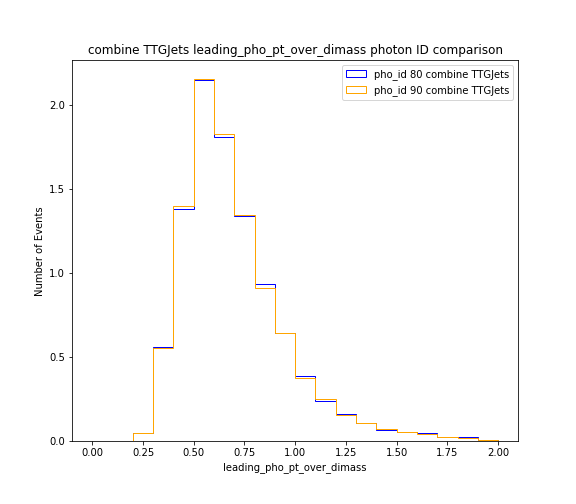 combine TTGJets leading_pho_pt_over_dimass photon ID comparison
pho_id 80 combine TTGJets
pho_id 90 combine TTGJets
Number of Events
2.0
1.5
1.0
0.5
0.0
0.00 0.25 0.50 0.75 1.00 1.25 1.50 1.75 2.00
leading_pho_pt_over_dimass